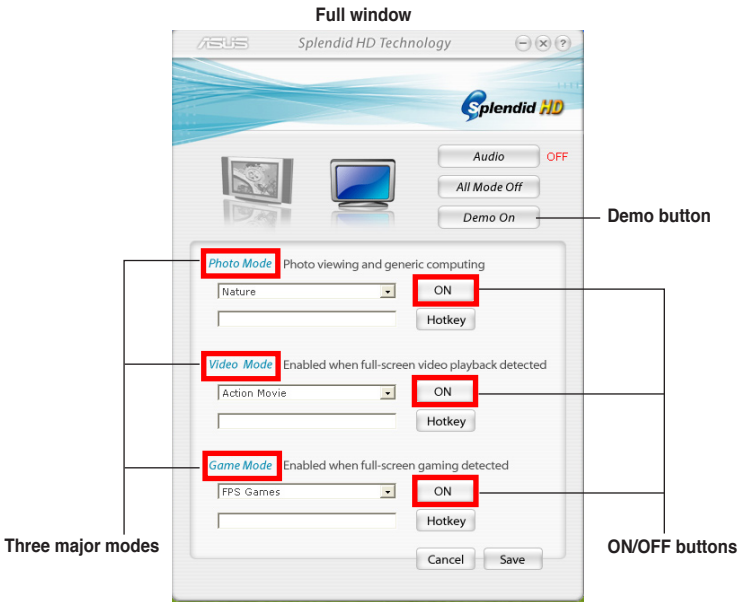 Full window
ASUS Splendid HD Technology
Splendid HD
Audio OFF
All Mode Off
Demo On
Demo button
Photo Mode Photo viewing and generic computing
Nature ON
Hotkey
Video Mode Enabled when full-screen video playback detected
Action Movie ON
Hotkey
Game Mode Enabled when full-screen gaming detected
FPS Games ON
Hotkey
Three major modes
ON/OFF buttons
Cancel Save